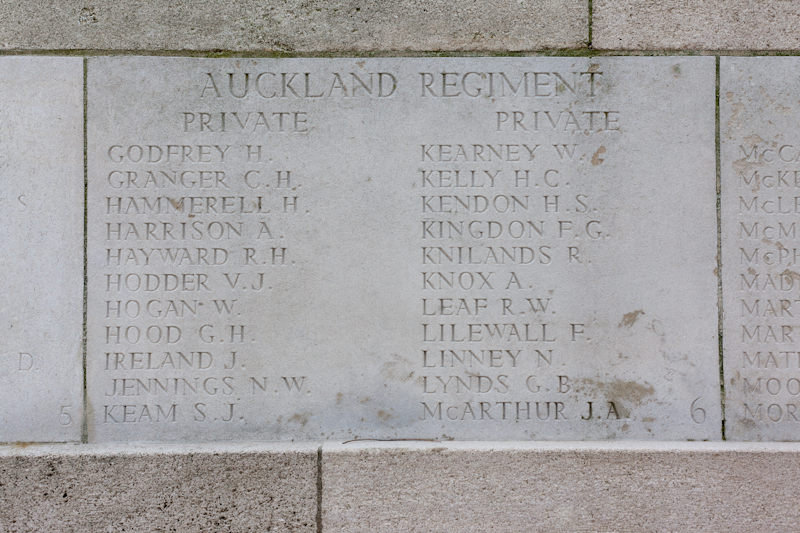 AUCKLAND REGIMENT
PRIVATE
GODFREY H.
GRANGER C.H.
HAMMERELL H.
HARRISON A.
HAYWARD R.H.
HODDER V.J.
HOGAN W.
HOOD G.H.
IRELAND J.
JENNINGS N.W.
KEAM S.J.
PRIVATE
KEARNEY W.
KELLY H.C.
KENDON H.S.
KINGDON F.G.
KNILANDS R.
KNOX A.
LEAF R.W.
LILEWALL F.
LINNEY N.
LYNDS G.B.
McARTHUR J.A.
S
D.
5
6